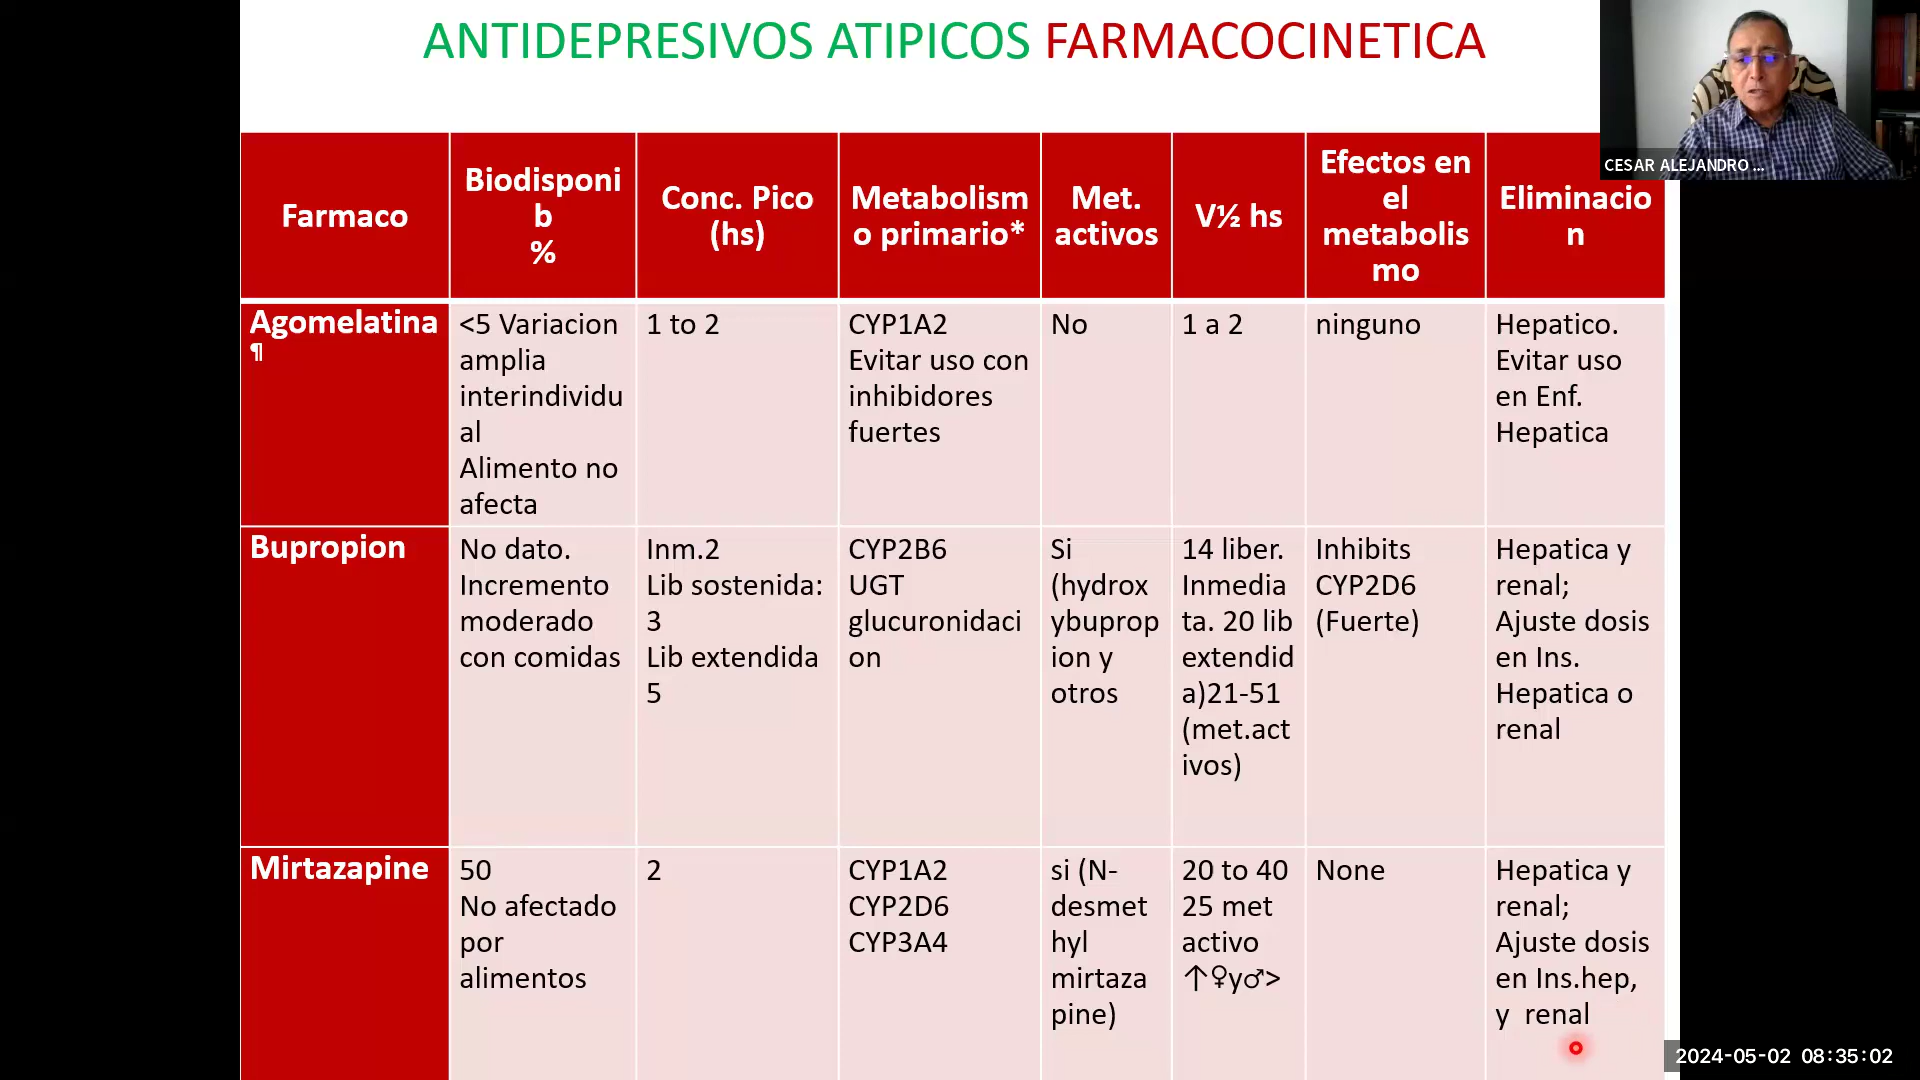 ANTIDEPRESIVOS ATIPICOS FARMACOCINETICA
CESAR ALEJANDRO ...
Farmaco
Biodisponi
b
%
Conc. Pico
(hs)
Metabolism
o primario*
Met.
activos
V½ hs
Efectos en
el
metabolis
mo
Eliminacio
n
Agomelatina
¶
<5 Variacion
amplia
interindividu
al
Alimento no
afecta
1 to 2
CYP1A2
Evitar uso con
inhibidores
fuertes
No
1 a 2
ninguno
Hepatico.
Evitar uso
en Enf.
Hepatica
Bupropion
No dato.
Incremento
moderado
con comidas
Inm.2
Lib sostenida:
3
Lib extendida
5
CYP2B6
UGT
glucuronidaci
on
Si
(hydrox
ybuprop
ion y
otros
14 liber.
Inmedia
ta. 20 lib
extendid
a)21-51
(met.act
ivos)
Inhibits
CYP2D6
(Fuerte)
Hepatica y
renal;
Ajuste dosis
en Ins.
Hepatica o
renal
Mirtazapine
50
No afectado
por
alimentos
2
CYP1A2
CYP2D6
CYP3A4
si (N-
desmet
hyl
mirtaza
pine)
20 to 40
25 met
activo
↑♀y♂>
None
Hepatica y
renal;
Ajuste dosis
en Ins.hep,
y renal
2024-05-02 08:35:02